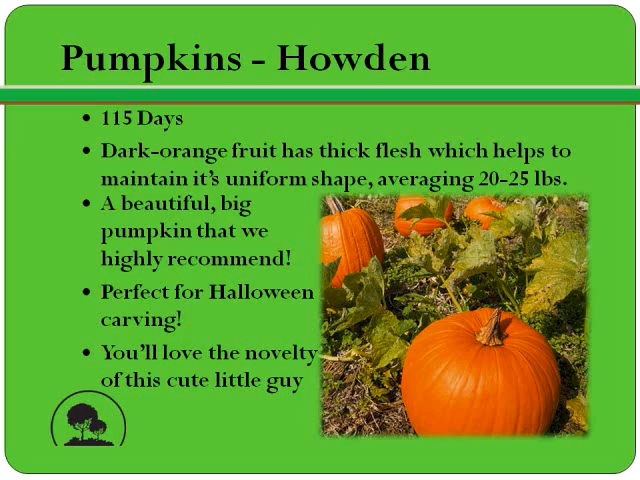 Pumpkins - Howden
• 115 Days
• Dark-orange fruit has thick flesh which helps to
maintain it’s uniform shape, averaging 20-25 lbs.
• A beautiful, big
pumpkin that we
highly recommend!
• Perfect for Halloween
carving!
• You’ll love the novelty
of this cute little guy